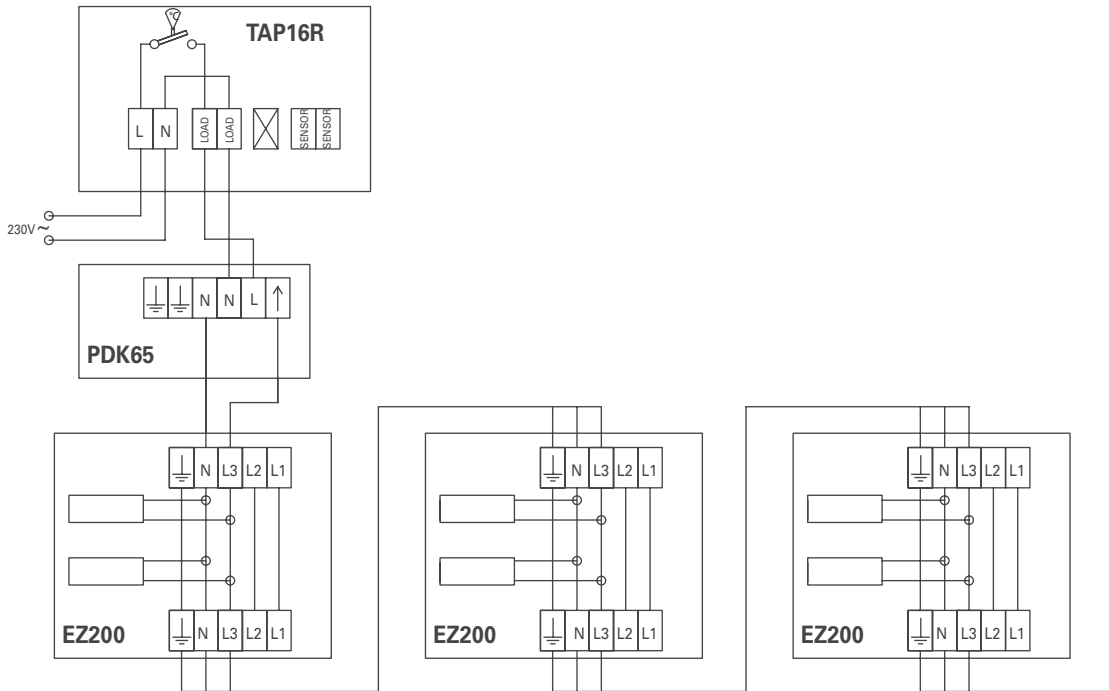 °C
TAP16R
L N LOAD LOAD SENSOR SENSOR
230V~
N N L ↑
PDK65
N L3 L2 L1
N L3 L2 L1
N L3 L2 L1
EZ200 N L3 L2 L1
EZ200 N L3 L2 L1
EZ200 N L3 L2 L1